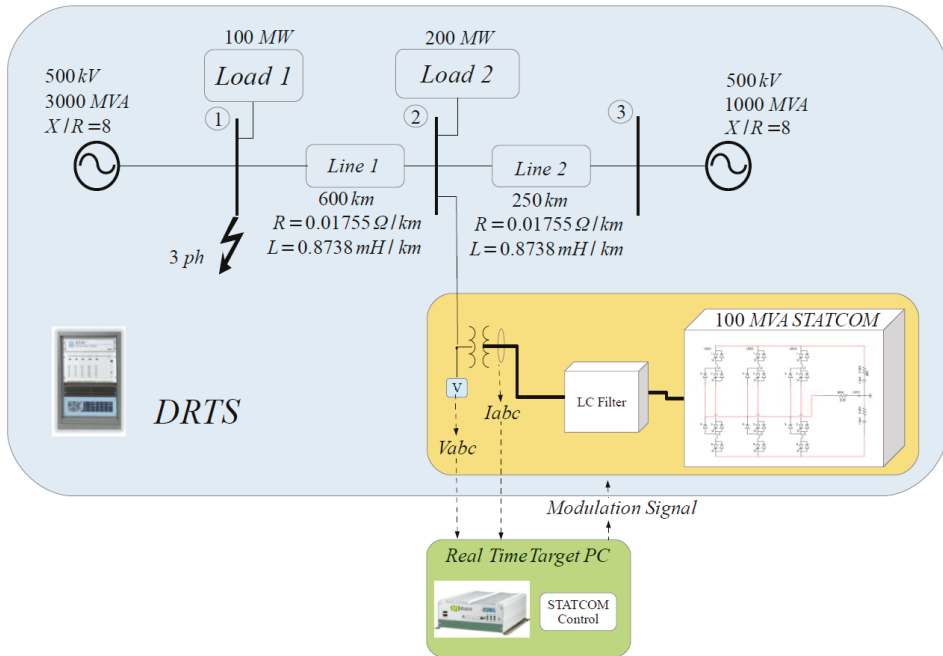 100 MW
Load 1
200 MW
Load 2
500 kV
3000 MVA
X / R = 8
500 kV
1000 MVA
X / R = 8
1
2
3
Line 1
Line 2
600 km
R = 0.01755 Ω / km
L = 0.8738 mH / km
250 km
R = 0.01755 Ω / km
L = 0.8738 mH / km
3 ph
DRTS
100 MVA STATCOM
V
LC Filter
Iabc
Vabc
Modulation Signal
Real Time Target PC
STATCOM
Control